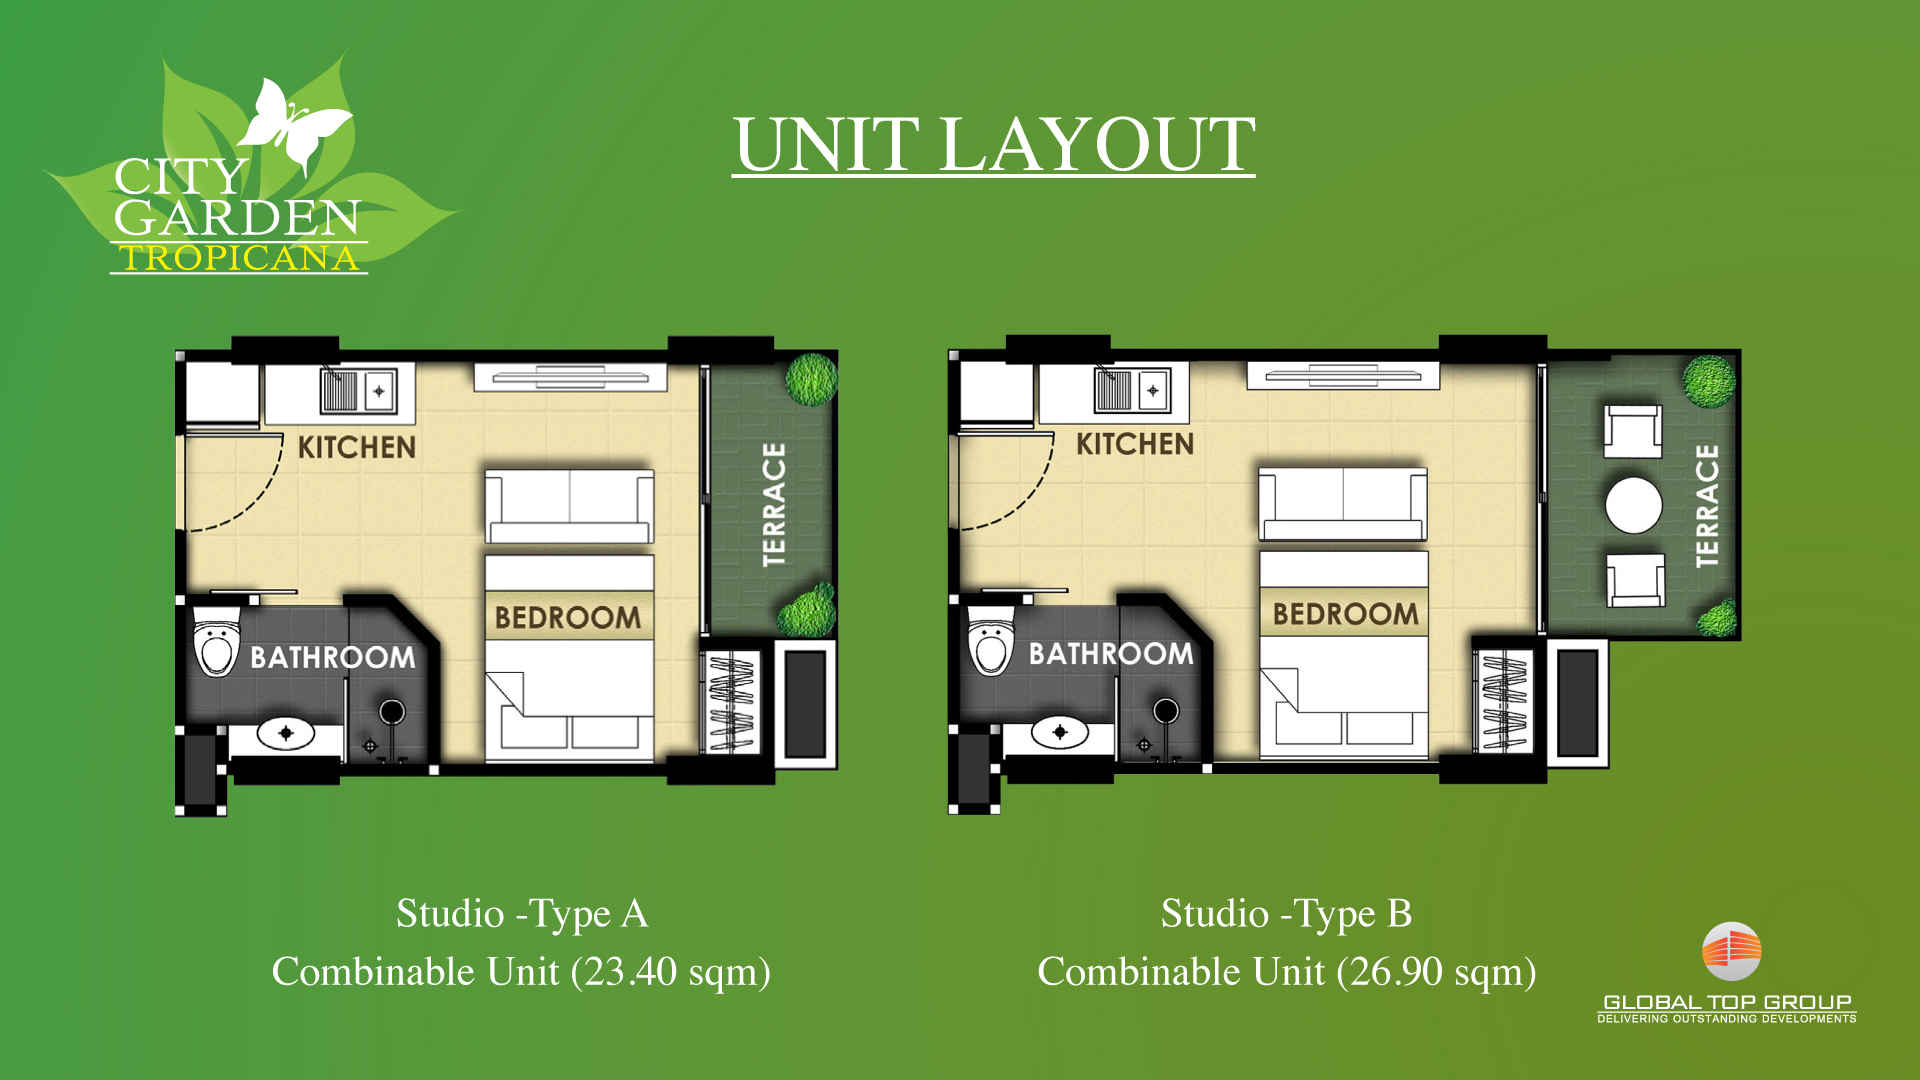 CITY
GARDEN
TROPICANA
UNIT LAYOUT
KITCHEN
TERRACE
BEDROOM
BATHROOM
KITCHEN
TERRACE
BEDROOM
BATHROOM
Studio -Type A
Combinable Unit (23.40 sqm)
Studio -Type B
Combinable Unit (26.90 sqm)
GLOBAL TOP GROUP
DELIVERING OUTSTANDING DEVELOPMENTS